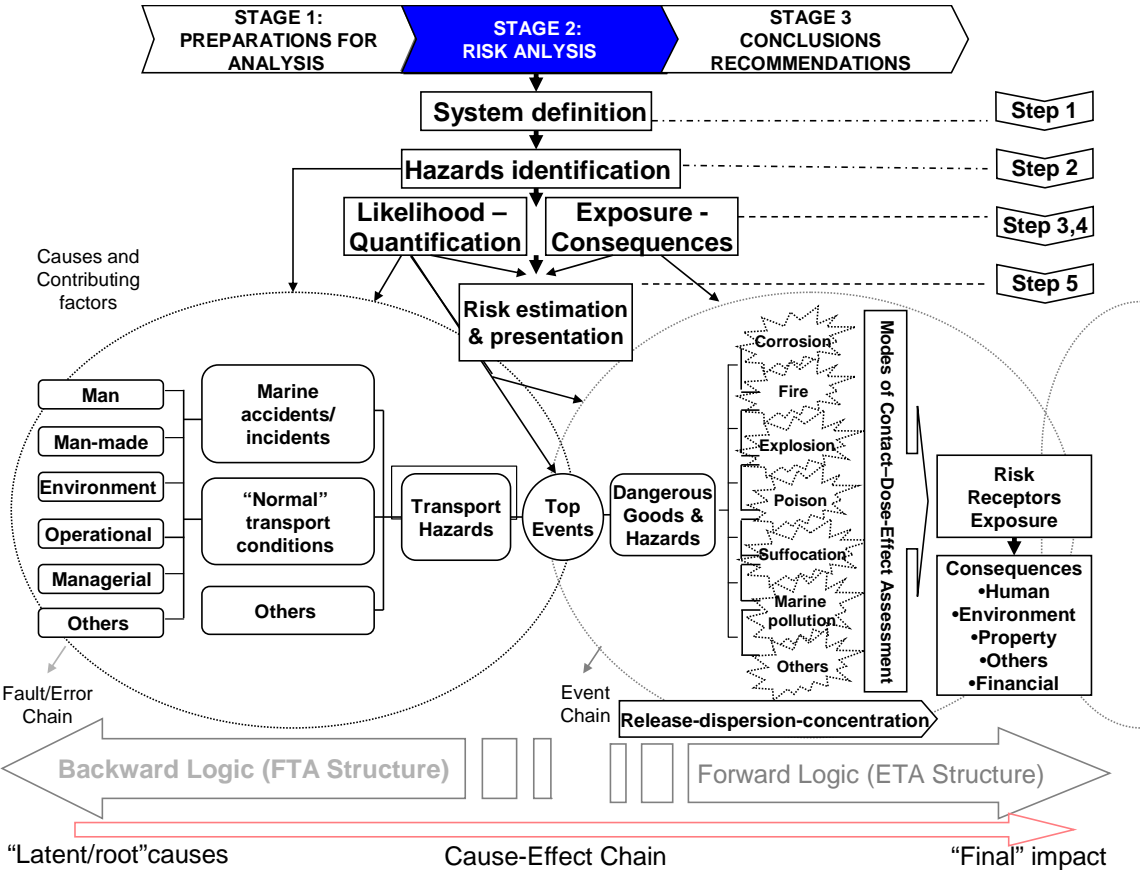 STAGE 1:
PREPARATIONS FOR
ANALYSIS
STAGE 2:
RISK ANLYSIS
STAGE 3
CONCLUSIONS
RECOMMENDATIONS
System definition
Step 1
Hazards identification
Step 2
Likelihood –
Quantification
Exposure -
Consequences
Step 3,4
Causes and
Contributing
factors
Risk estimation
& presentation
Step 5
Man
Man-made
Environment
Operational
Managerial
Others
Marine
accidents/
incidents
“Normal”
transport
conditions
Others
Transport
Hazards
Top
Events
Dangerous
Goods &
Hazards
Corrosion
Fire
Explosion
Poison
Suffocation
Marine
pollution
Others
Modes of Contact–Dose-Effect Assessment
Risk
Receptors
Exposure
Consequences
•Human
•Environment
•Property
•Others
•Financial
Fault/Error
Chain
Event
Chain
Release-dispersion-concentration
Backward Logic (FTA Structure)
Forward Logic (ETA Structure)
“Latent/root”causes
Cause-Effect Chain
“Final” impact